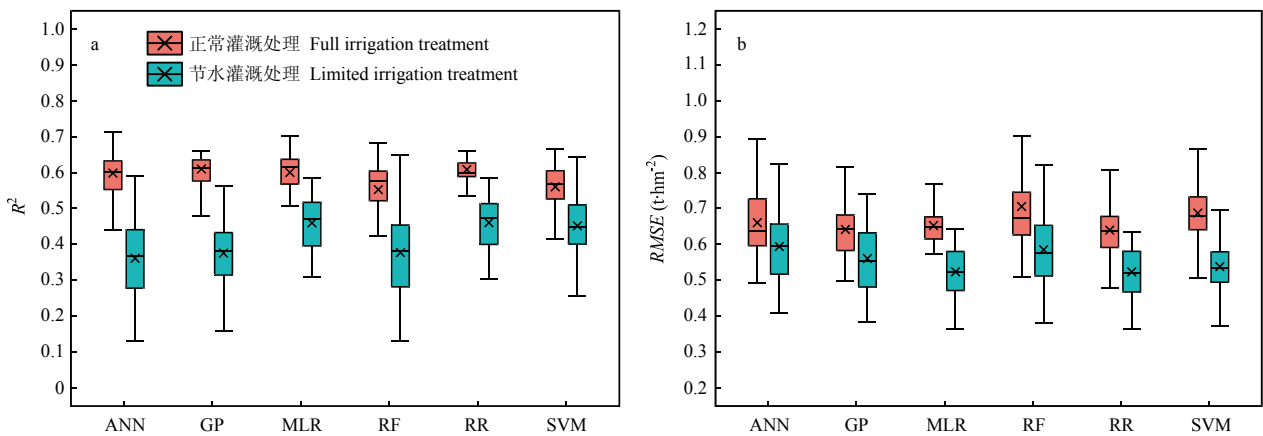 a
正常灌溉处理 Full irrigation treatment
节水灌溉处理 Limited irrigation treatment
R²
1.0
0.9
0.8
0.7
0.6
0.5
0.4
0.3
0.2
0.1
0
ANN GP MLR RF RR SVM
b
RMSE (t·hm⁻²)
1.2
1.1
1.0
0.9
0.8
0.7
0.6
0.5
0.4
0.3
0.2
ANN GP MLR RF RR SVM